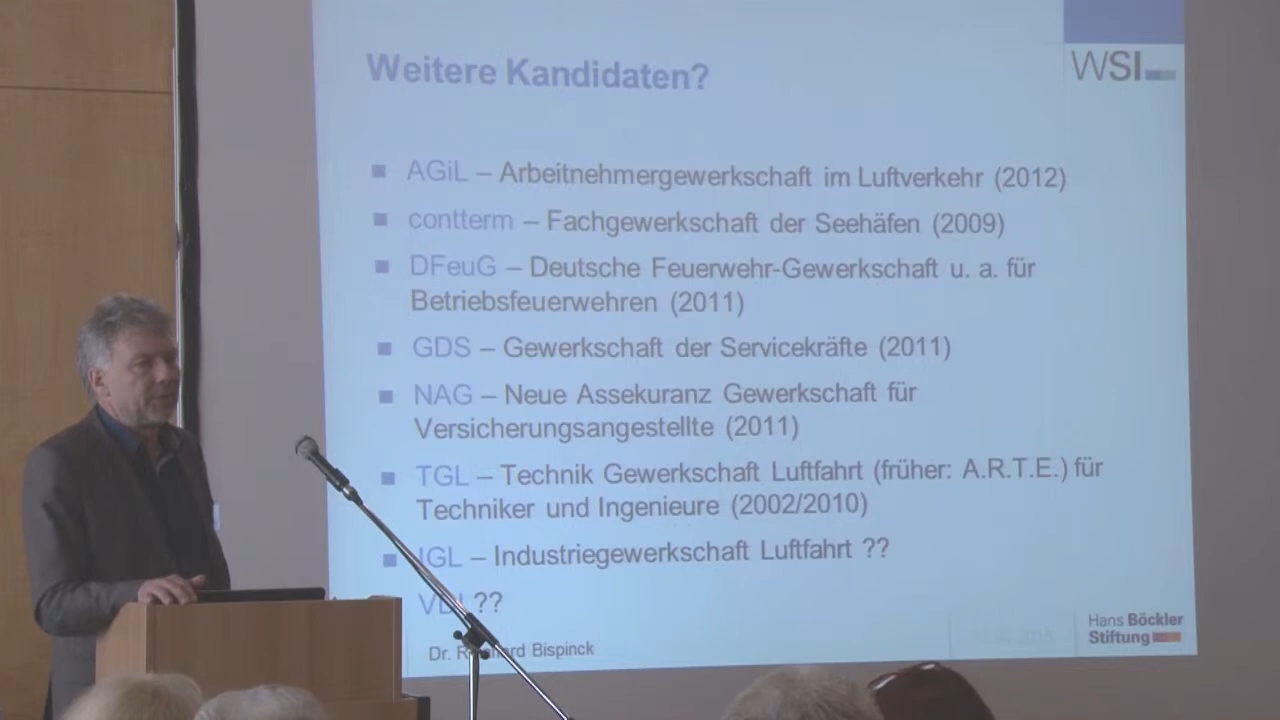 Weitere Kandidaten?
WSI
AGiL – Arbeitnehmergewerkschaft im Luftverkehr (2012)
contterm – Fachgewerkschaft der Seehäfen (2009)
DFeuG – Deutsche Feuerwehr-Gewerkschaft u. a. für
Betriebsfeuerwehren (2011)
GDS – Gewerkschaft der Servicekräfte (2011)
NAG – Neue Assekuranz Gewerkschaft für
Versicherungsangestellte (2011)
TGL – Technik Gewerkschaft Luftfahrt (früher: A.R.T.E.) für
Techniker und Ingenieure (2002/2010)
IGL – Industriegewerkschaft Luftfahrt ??
??
Dr. Bispinck
Hans Böckler
Stiftung